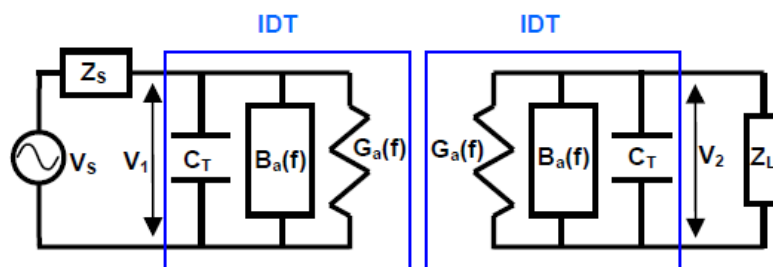 IDT
IDT
Z_S
V_S
V_1
C_T
B_a(f)
G_a(f)
G_a(f)
B_a(f)
C_T
V_2
Z_L